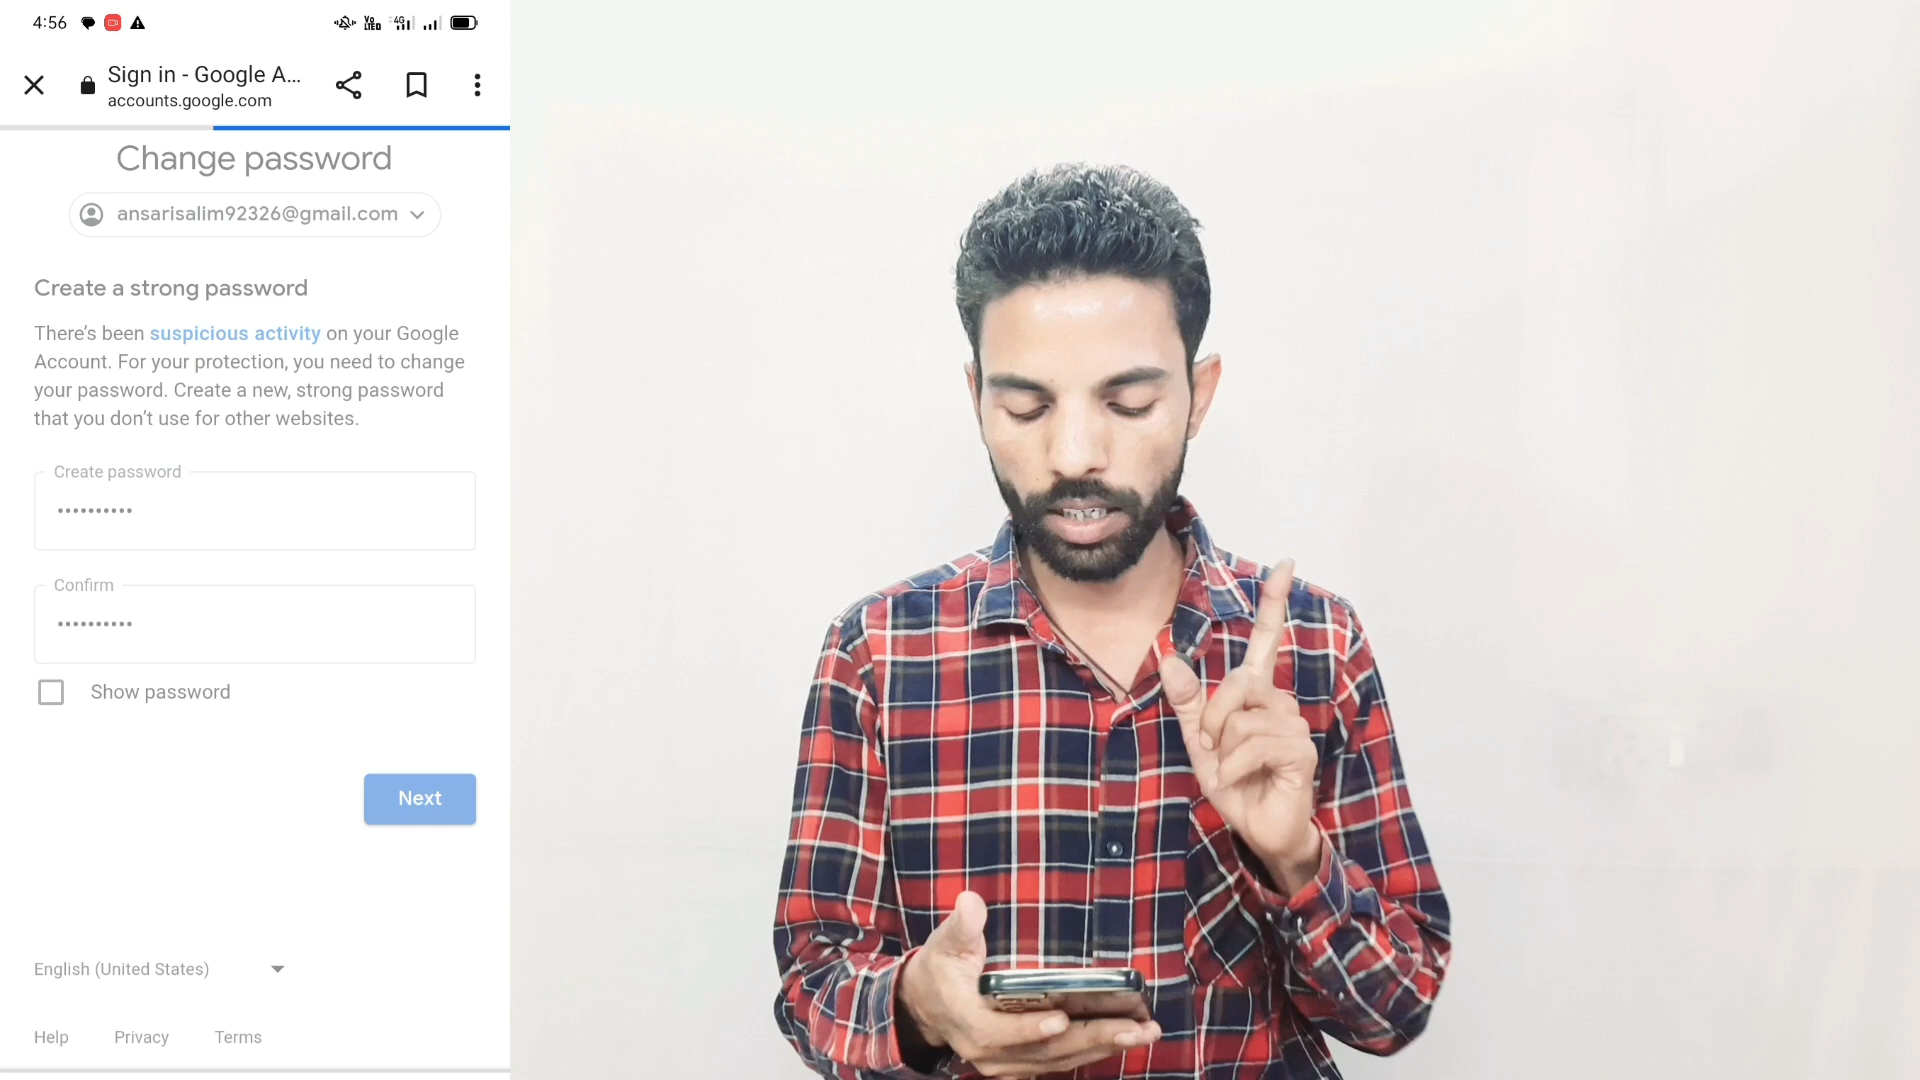 4:56
VoLTE 4G
Sign in - Google A...
accounts.google.com
Change password
ansarisalim92326@gmail.com
Create a strong password
There's been suspicious activity on your Google
Account. For your protection, you need to change
your password. Create a new, strong password
that you don't use for other websites.
Create password
••••••••••
Confirm
••••••••••
Show password
Next
English (United States)
Help Privacy Terms